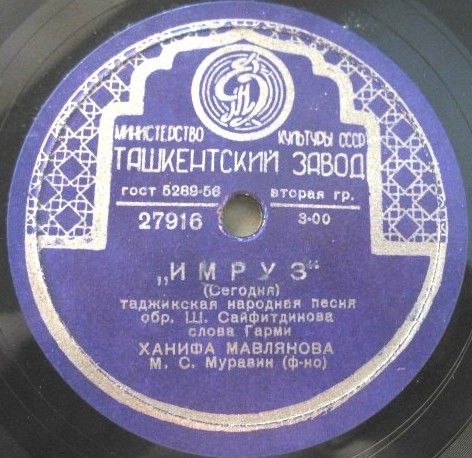 МИНИСТЕРСТВО КУЛЬТУРЫ СССР
ТАШКЕНТСКИЙ ЗАВОД
гост 5289-56 вторая гр.
27916 3-00
„ИМРУЗ“
(Сегодня)
таджикская народная песня
обр. Ш. Сайфитдинова
слова Гарми
ХАНИФА МАВЛЯНОВА
М. С. Муравин (ф-но)